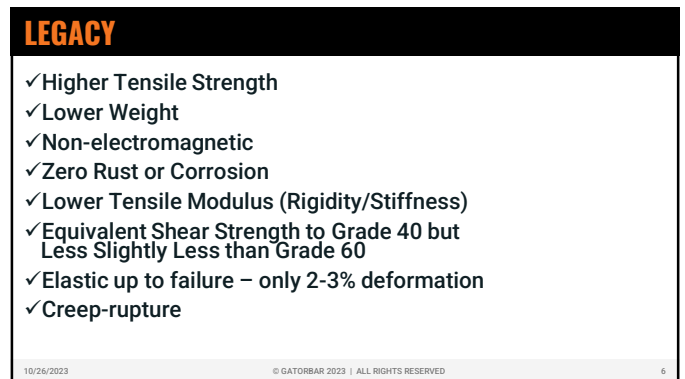 LEGACY
✓Higher Tensile Strength
✓Lower Weight
✓Non-electromagnetic
✓Zero Rust or Corrosion
✓Lower Tensile Modulus (Rigidity/Stiffness)
✓Equivalent Shear Strength to Grade 40 but
Less Slightly Less than Grade 60
✓Elastic up to failure – only 2-3% deformation
✓Creep-rupture
10/26/2023 © GATORBAR 2023 | ALL RIGHTS RESERVED 6